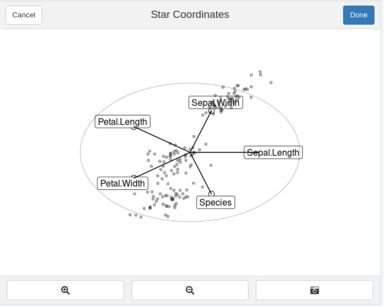 Cancel
Star Coordinates
Done
Sepal.Width
Petal.Length
Sepal.Length
Petal.Width
Species